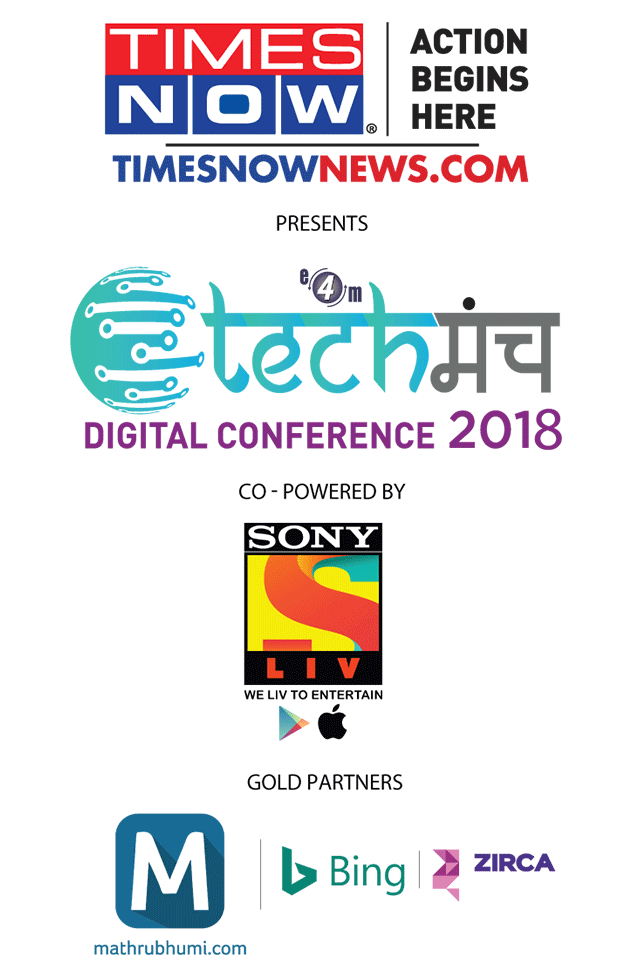 TIMES
NOW®
ACTION
BEGINS
HERE
TIMESNOWNEWS.COM
PRESENTS
e4m
techमंच
DIGITAL CONFERENCE 2018
CO - POWERED BY
SONY
LIV
WE LIV TO ENTERTAIN
GOLD PARTNERS
M
mathrubhumi.com
Bing
ZIRCA